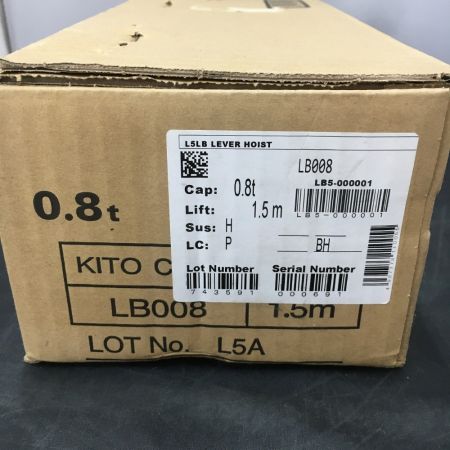 L5LB LEVER HOIST
LB008
Cap: 0.8t
LB5-000001
LB5-000001
Lift: 1.5 m
Sus: H
LC: P BH
Lot Number Serial Number
743591 000691
0.8t
KITO C
LB008 1.5m
LOT No. L5A